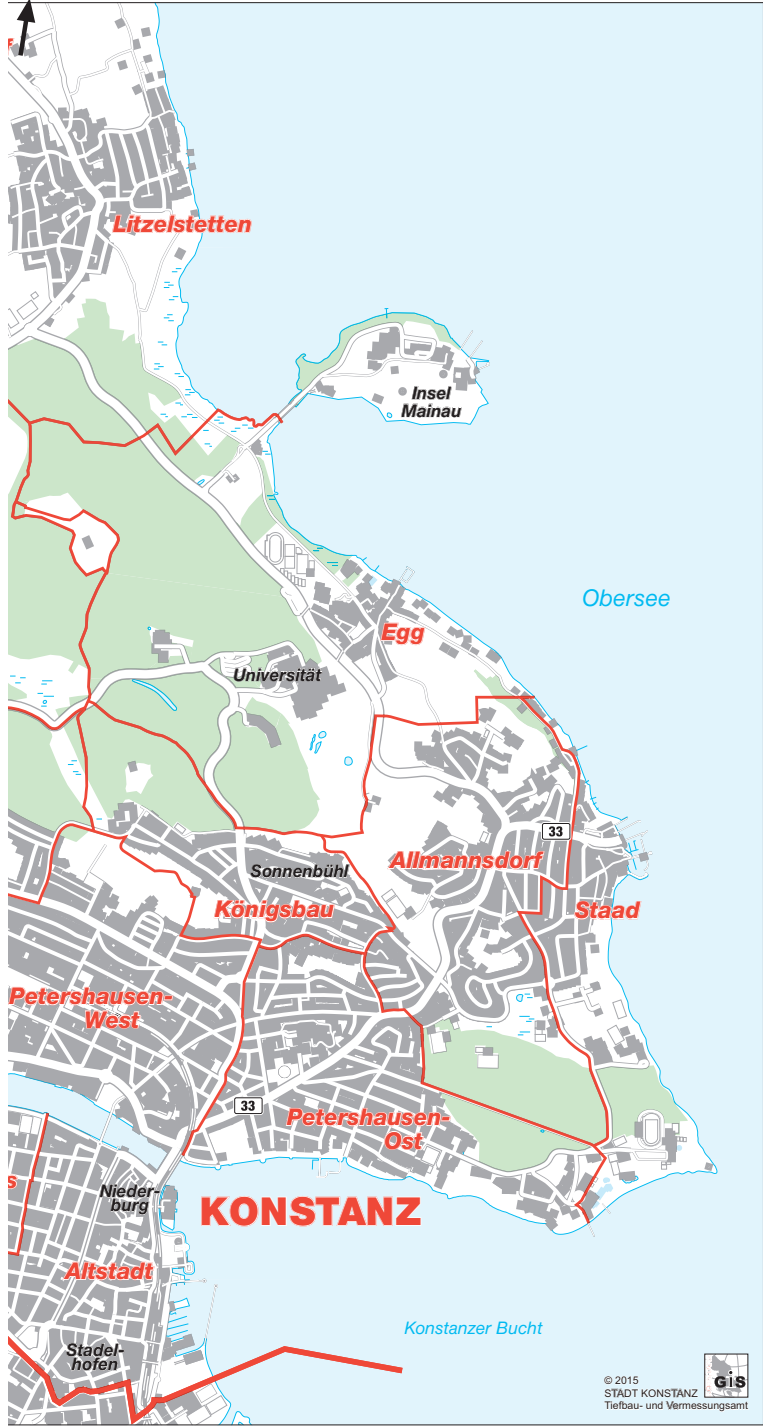 Litzelstetten
Insel
Mainau
Obersee
Egg
Universität
33
Allmannsdorf
Sonnenbühl
Königsbau
Staad
Petershausen-
West
33
Petershausen-
Ost
Nieder-
burg
KONSTANZ
Altstadt
Konstanzer Bucht
Stadel-
hofen
© 2015
STADT KONSTANZ
Tiefbau- und Vermessungsamt
GiS